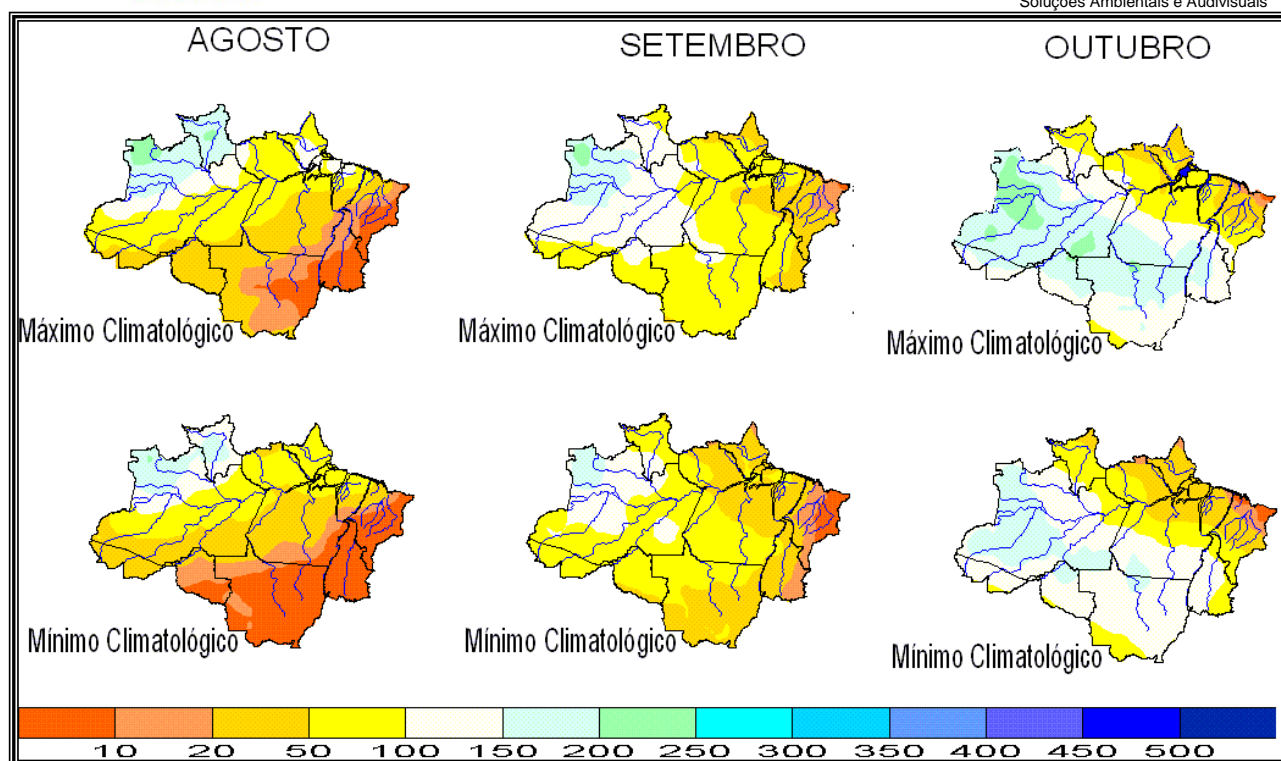 Soluções Ambientais e Audivisuais
AGOSTO SETEMBRO OUTUBRO
Máximo Climatológico Máximo Climatológico Máximo Climatológico
Mínimo Climatológico Mínimo Climatológico Mínimo Climatológico
10 20 50 100 150 200 250 300 350 400 450 500